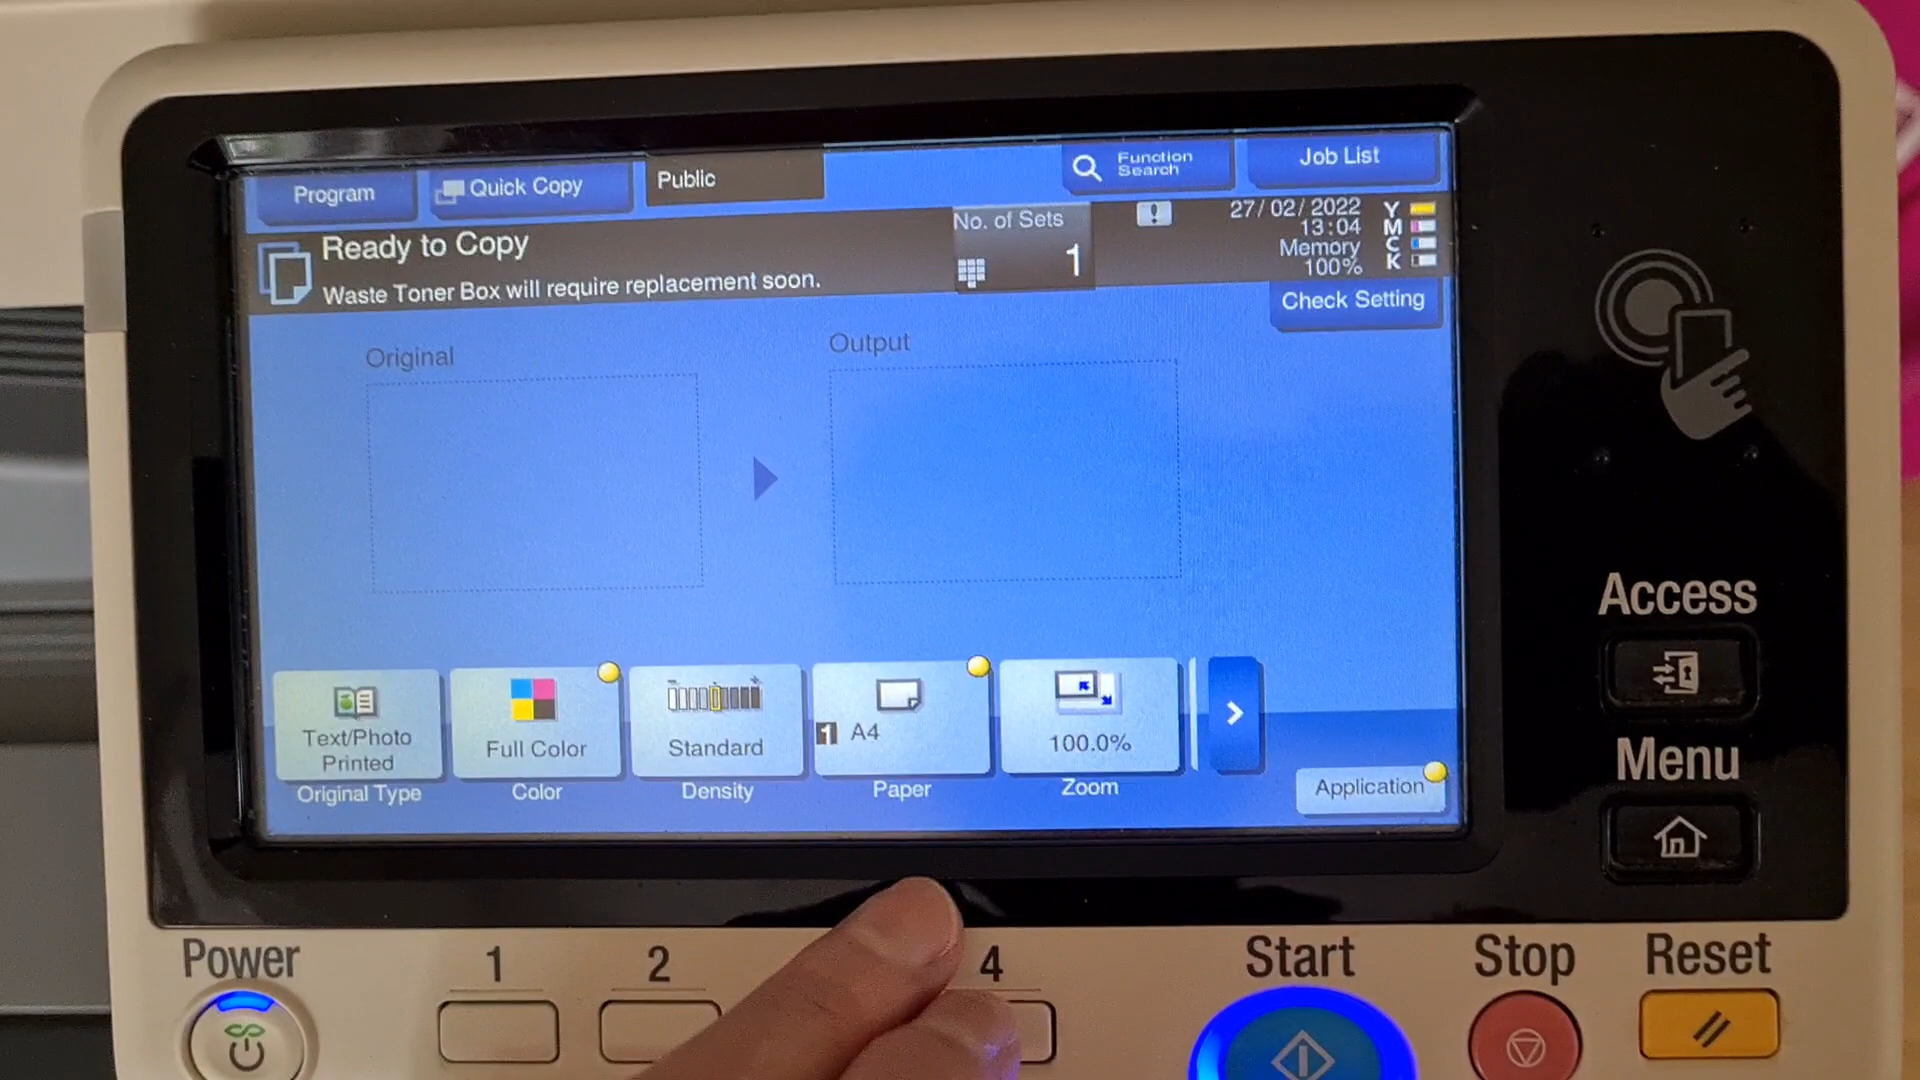 Program
Quick Copy
Public
Function
Search
Job List
Ready to Copy
Waste Toner Box will require replacement soon.
No. of Sets
1
27/02/2022
13:04
Memory
100%
Y
M
C
K
Check Setting
Original
Output
Text/Photo
Printed
Original Type
Full Color
Color
Standard
Density
1 A4
Paper
100.0%
Zoom
Application
Access
Menu
Power
1
2
4
Start
Stop
Reset